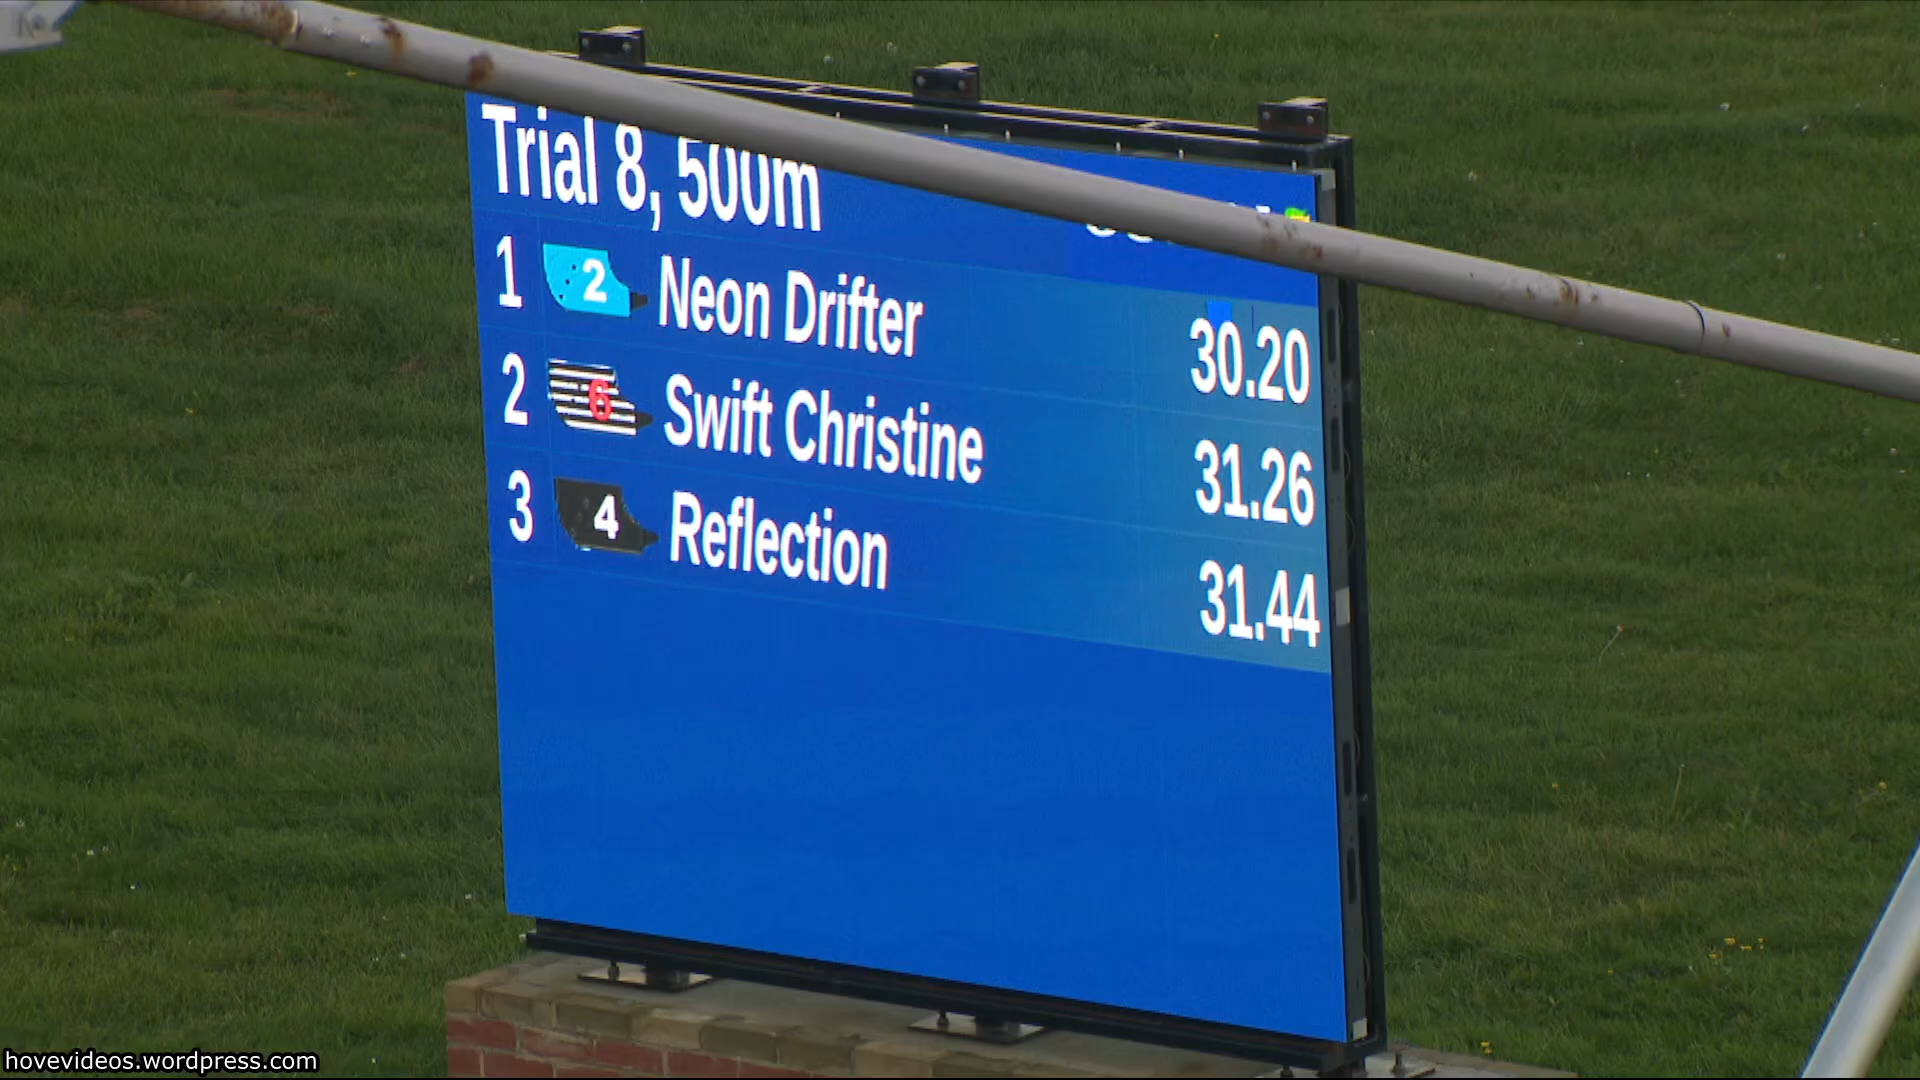 Trial 8, 500m
1 2 Neon Drifter 30.20
2 6 Swift Christine 31.26
3 4 Reflection 31.44
hovevideos.wordpress.com